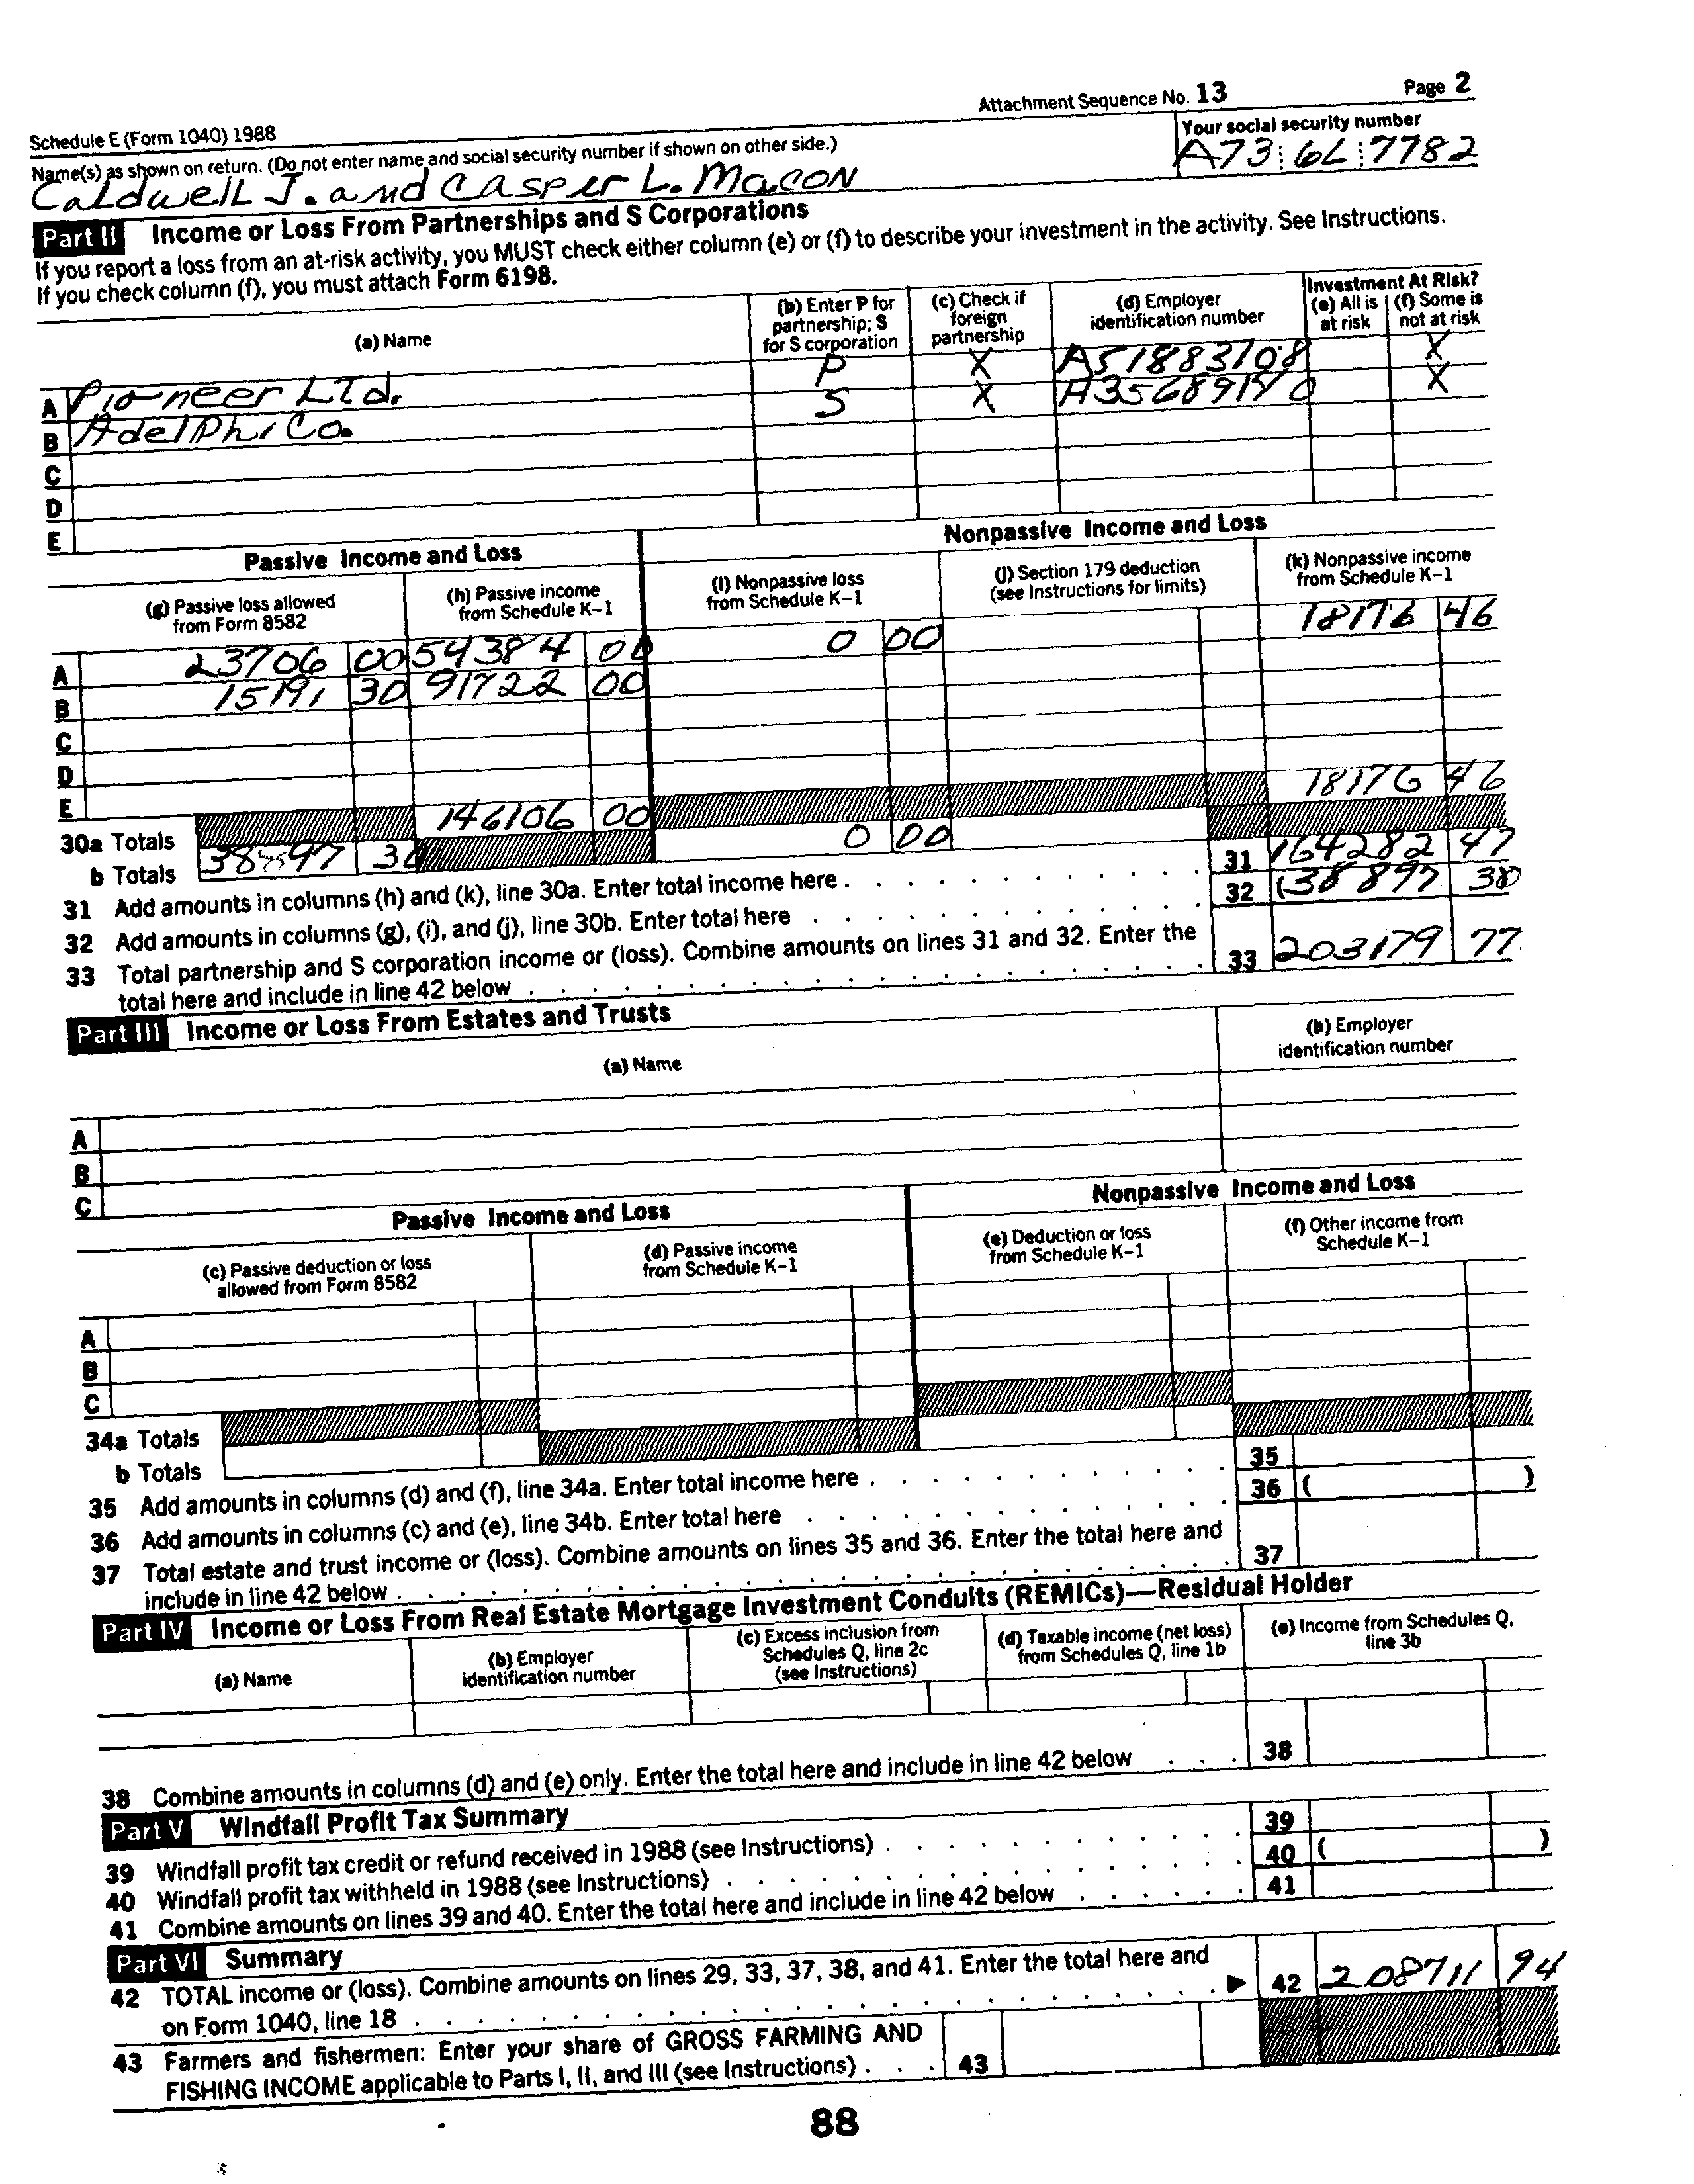 Schedule E (Form 1040) 1988 Attachment Sequence No. 13 Page 2
Name(s) as shown on return. (Do not enter name and social security number if shown on other side.) Your social security number
Caldwell J. and Casper L. Macon A73 6L 7782
Part II Income or Loss From Partnerships and S Corporations
If you report a loss from an at-risk activity, you MUST check either column (e) or (f) to describe your investment in the activity. See Instructions.
If you check column (f), you must attach Form 6198.
(a) Name
(b) Enter P for partnership; S for S corporation
(c) Check if foreign partnership
(d) Employer identification number
Investment At Risk?
(e) All is at risk
(f) Some is not at risk
A Pioneer LTd. P X A51883708 X
B Adelphi Co. S X A35689140 X
C
D
E
Passive Income and Loss Nonpassive Income and Loss
(g) Passive loss allowed from Form 8582
(h) Passive income from Schedule K-1
(i) Nonpassive loss from Schedule K-1
(j) Section 179 deduction (see Instructions for limits)
(k) Nonpassive income from Schedule K-1
A 23706 00 54384 00 0 00 18176 46
B 15191 30 91722 00
C
D
E
30a Totals 146106 00 18176 46
b Totals 38897 30 0 00
31 Add amounts in columns (h) and (k), line 30a. Enter total income here 31 164282 47
32 Add amounts in columns (g), (i), and (j), line 30b. Enter total here 32 (38897 30
33 Total partnership and S corporation income or (loss). Combine amounts on lines 31 and 32. Enter the
total here and include in line 42 below 33 203179 77
Part III Income or Loss From Estates and Trusts
(a) Name
(b) Employer identification number
A
B
C
Passive Income and Loss Nonpassive Income and Loss
(c) Passive deduction or loss allowed from Form 8582
(d) Passive income from Schedule K-1
(e) Deduction or loss from Schedule K-1
(f) Other income from Schedule K-1
A
B
C
34a Totals
b Totals
35 Add amounts in columns (d) and (f), line 34a. Enter total income here 35
36 Add amounts in columns (c) and (e), line 34b. Enter total here 36 ( )
37 Total estate and trust income or (loss). Combine amounts on lines 35 and 36. Enter the total here and
include in line 42 below 37
Part IV Income or Loss From Real Estate Mortgage Investment Conduits (REMICs)—Residual Holder
(a) Name
(b) Employer identification number
(c) Excess inclusion from Schedules Q, line 2c (see Instructions)
(d) Taxable income (net loss) from Schedules Q, line 1b
(e) Income from Schedules Q, line 3b
38 Combine amounts in columns (d) and (e) only. Enter the total here and include in line 42 below 38
Part V Windfall Profit Tax Summary
39 Windfall profit tax credit or refund received in 1988 (see Instructions) 39
40 Windfall profit tax withheld in 1988 (see Instructions) 40 ( )
41 Combine amounts on lines 39 and 40. Enter the total here and include in line 42 below 41
Part VI Summary
42 TOTAL income or (loss). Combine amounts on lines 29, 33, 37, 38, and 41. Enter the total here and
on Form 1040, line 18 ▶ 42 208711 94
43 Farmers and fishermen: Enter your share of GROSS FARMING AND
FISHING INCOME applicable to Parts I, II, and III (see Instructions) 43
88